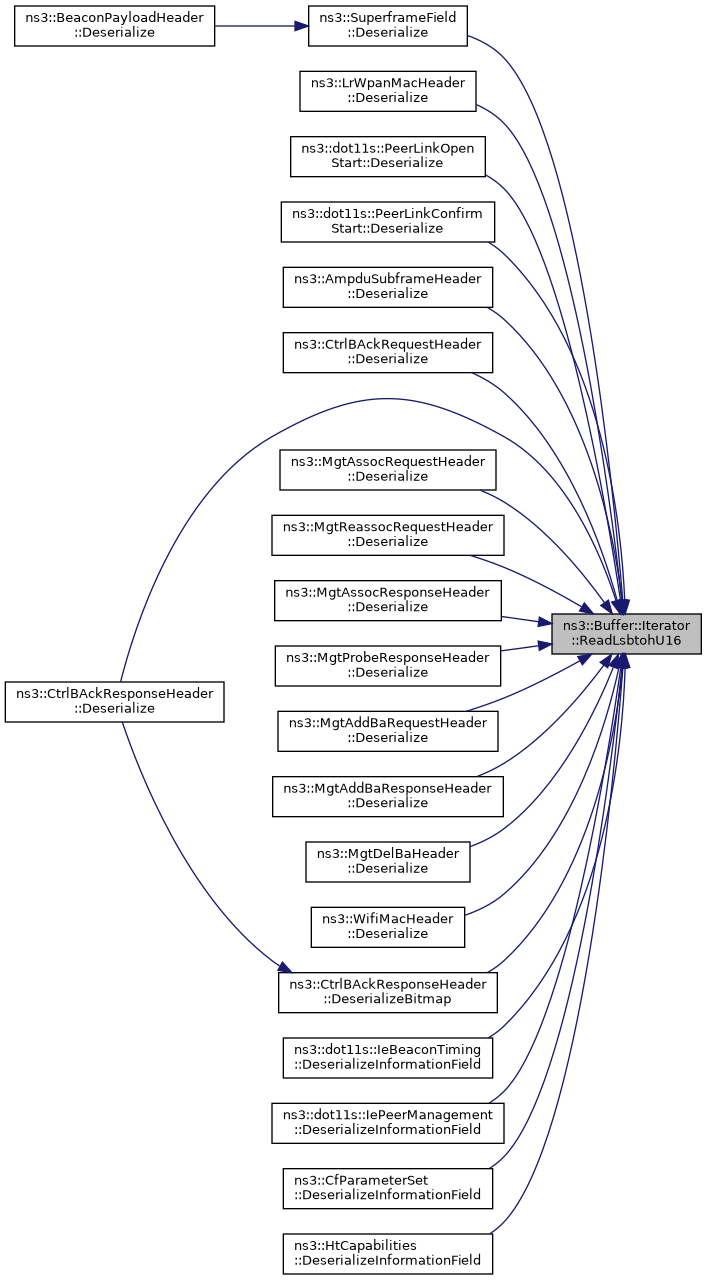 ns3::BeaconPayloadHeader
::Deserialize
ns3::SuperframeField
::Deserialize
ns3::LrWpanMacHeader
::Deserialize
ns3::dot11s::PeerLinkOpen
Start::Deserialize
ns3::dot11s::PeerLinkConfirm
Start::Deserialize
ns3::AmpduSubframeHeader
::Deserialize
ns3::CtrlBAckRequestHeader
::Deserialize
ns3::MgtAssocRequestHeader
::Deserialize
ns3::MgtReassocRequestHeader
::Deserialize
ns3::MgtAssocResponseHeader
::Deserialize
ns3::Buffer::Iterator
::ReadLsbtohU16
ns3::MgtProbeResponseHeader
::Deserialize
ns3::CtrlBAckResponseHeader
::Deserialize
ns3::MgtAddBaRequestHeader
::Deserialize
ns3::MgtAddBaResponseHeader
::Deserialize
ns3::MgtDelBaHeader
::Deserialize
ns3::WifiMacHeader
::Deserialize
ns3::CtrlBAckResponseHeader
::DeserializeBitmap
ns3::dot11s::IeBeaconTiming
::DeserializeInformationField
ns3::dot11s::IePeerManagement
::DeserializeInformationField
ns3::CfParameterSet
::DeserializeInformationField
ns3::HtCapabilities
::DeserializeInformationField